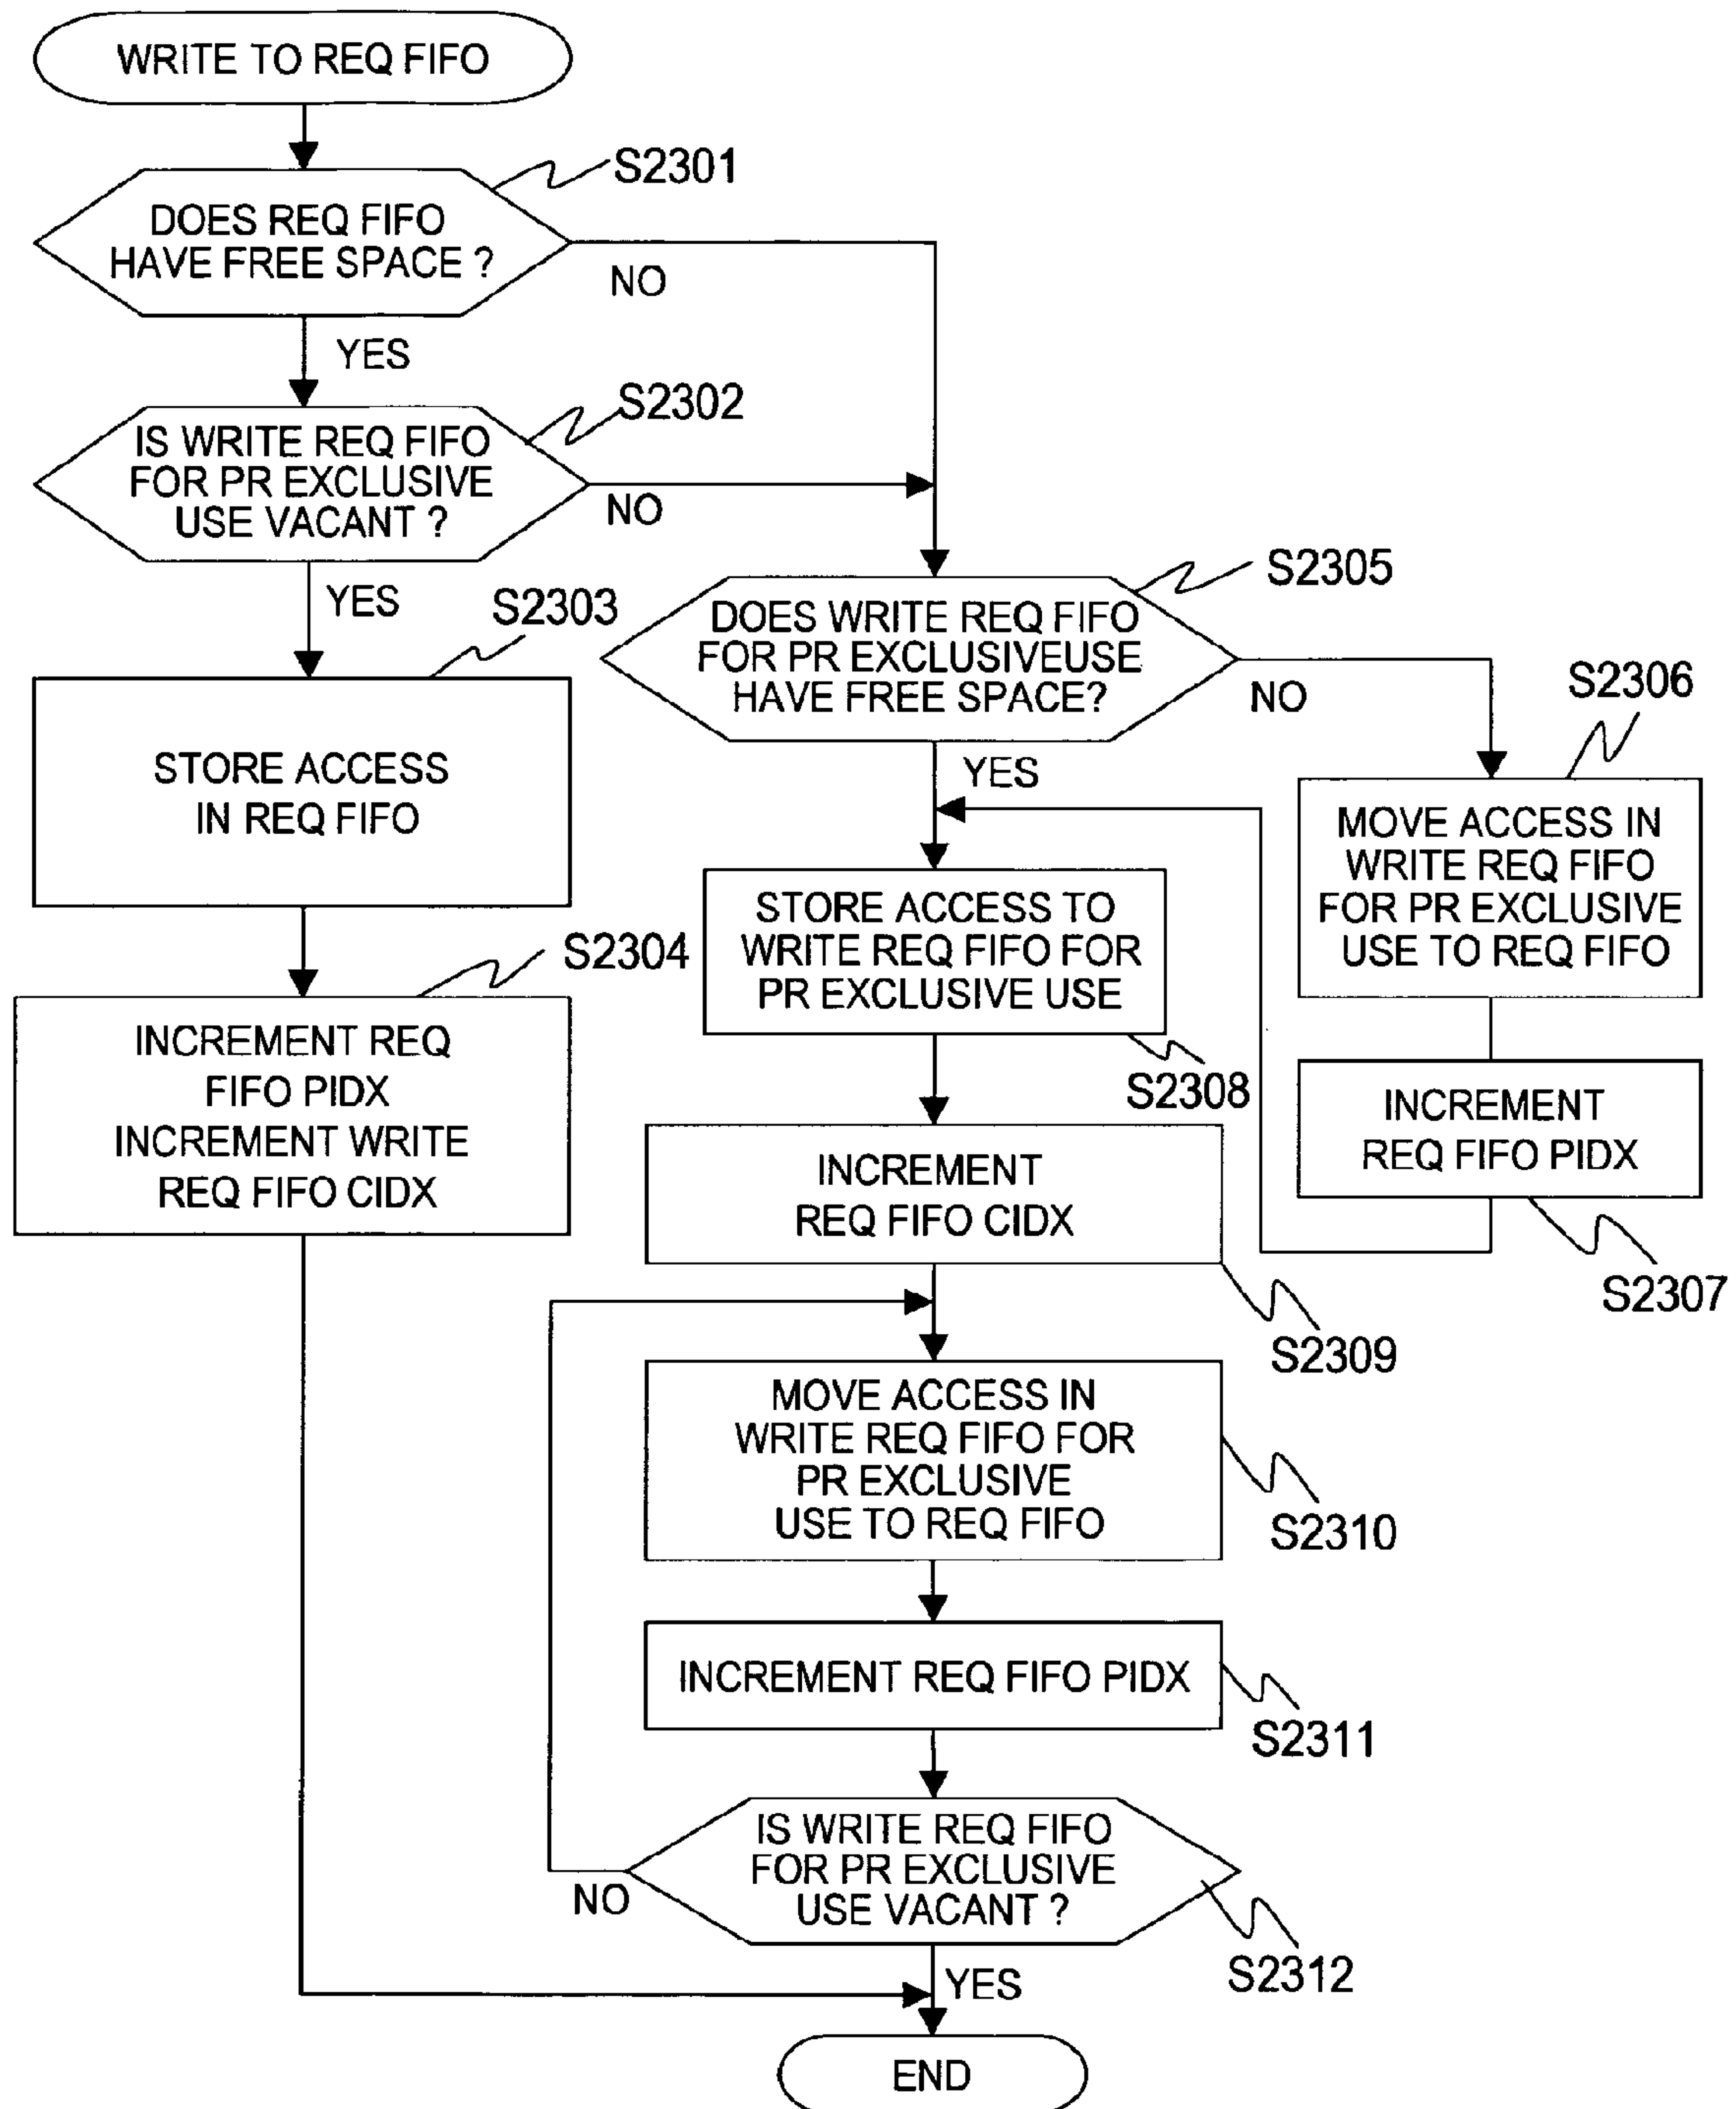 WRITE TO REQ FIFO
S2301
DOES REQ FIFO
HAVE FREE SPACE ?
NO
YES
S2302
IS WRITE REQ FIFO
FOR PR EXCLUSIVE
USE VACANT ?
NO
YES
S2303
STORE ACCESS
IN REQ FIFO
S2304
INCREMENT REQ
FIFO PIDX
INCREMENT WRITE
REQ FIFO CIDX
S2305
DOES WRITE REQ FIFO
FOR PR EXCLUSIVEUSE
HAVE FREE SPACE?
NO
YES
S2306
MOVE ACCESS IN
WRITE REQ FIFO
FOR PR EXCLUSIVE
USE TO REQ FIFO
INCREMENT
REQ FIFO PIDX
S2307
STORE ACCESS TO
WRITE REQ FIFO FOR
PR EXCLUSIVE USE
S2308
INCREMENT
REQ FIFO CIDX
S2309
MOVE ACCESS IN
WRITE REQ FIFO FOR
PR EXCLUSIVE
USE TO REQ FIFO
S2310
INCREMENT REQ FIFO PIDX
S2311
IS WRITE REQ FIFO
FOR PR EXCLUSIVE
USE VACANT ?
NO
S2312
YES
END